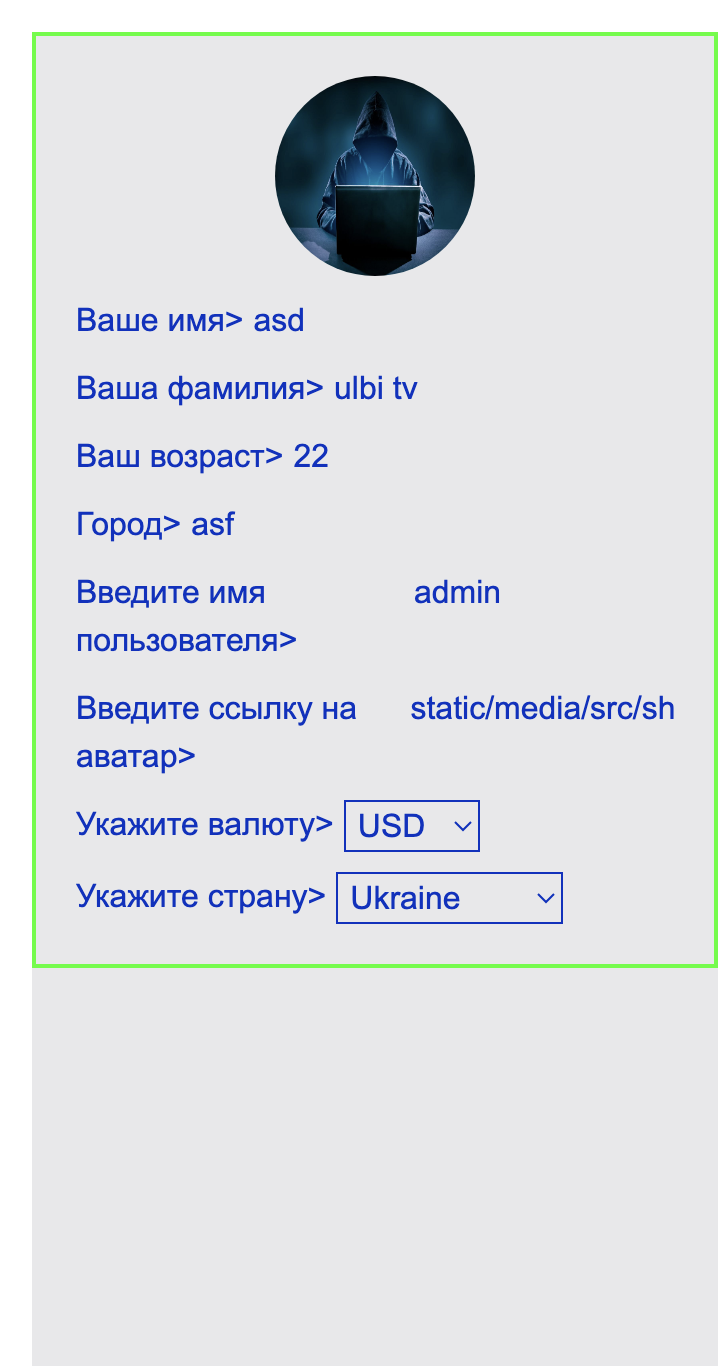 Ваше имя> asd
Ваша фамилия> ulbi tv
Ваш возраст> 22
Город> asf
Введите имя пользователя> admin
Введите ссылку на аватар> static/media/src/sh
Укажите валюту> USD
Укажите страну> Ukraine